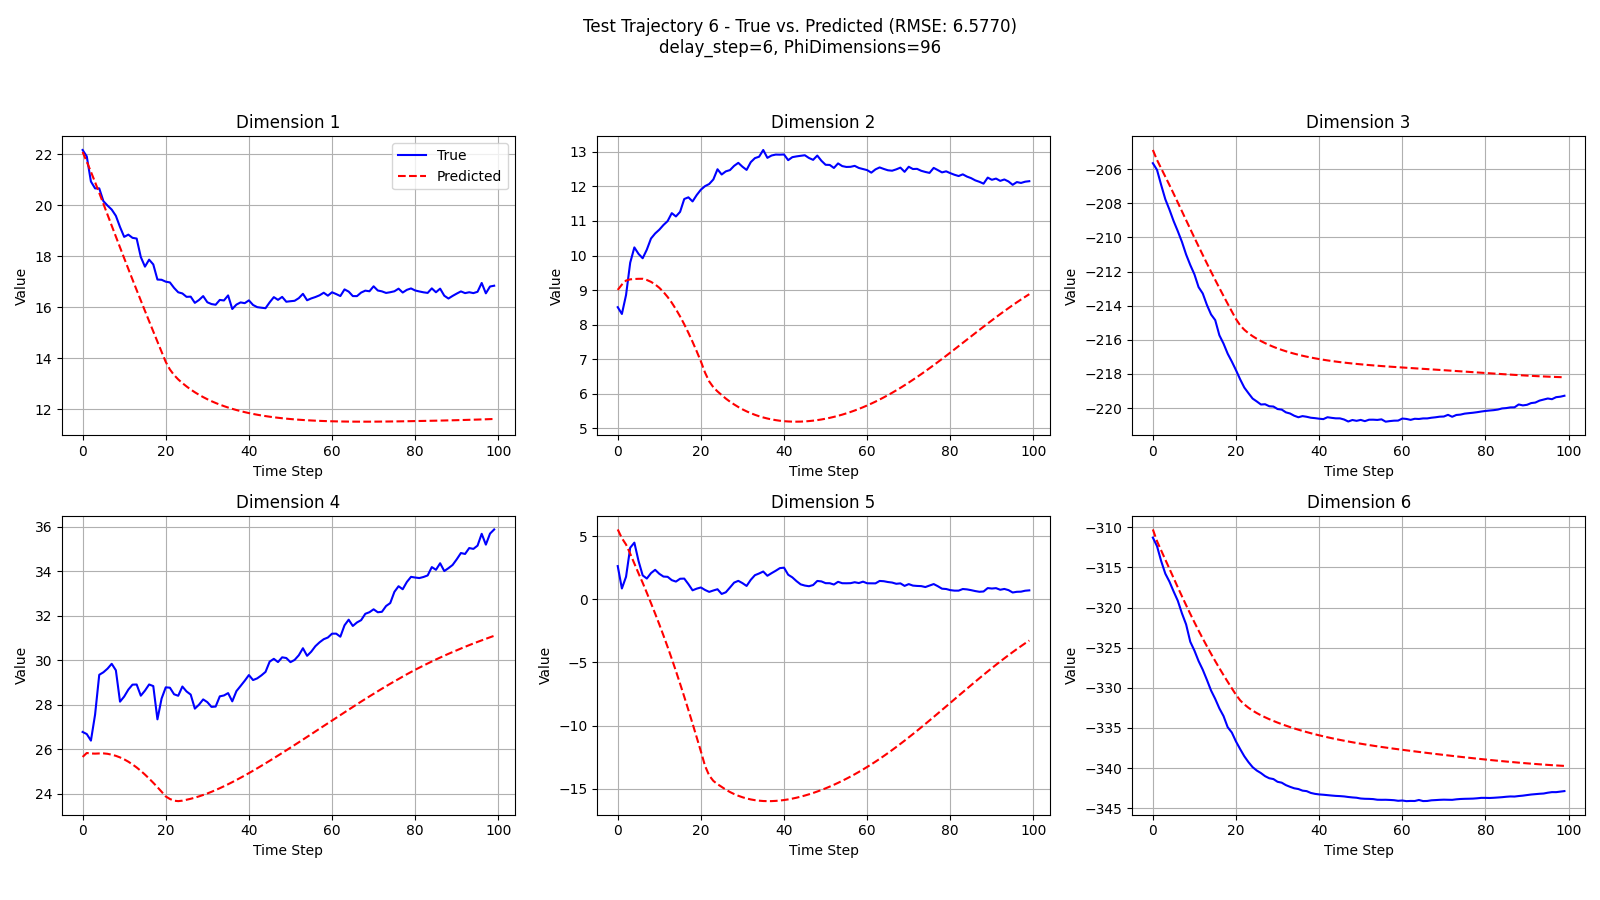 Test Trajectory 6 - True vs. Predicted (RMSE: 6.5770)
delay_step=6, PhiDimensions=96
Dimension 1
22
20
18
16
14
12
0 20 40 60 80 100
Value
Time Step
True
Predicted
Dimension 2
13
12
11
10
9
8
7
6
5
0 20 40 60 80 100
Value
Time Step
Dimension 3
−206
−208
−210
−212
−214
−216
−218
−220
0 20 40 60 80 100
Value
Time Step
Dimension 4
36
34
32
30
28
26
24
0 20 40 60 80 100
Value
Time Step
Dimension 5
5
0
−5
−10
−15
0 20 40 60 80 100
Value
Time Step
Dimension 6
−310
−315
−320
−325
−330
−335
−340
−345
0 20 40 60 80 100
Value
Time Step